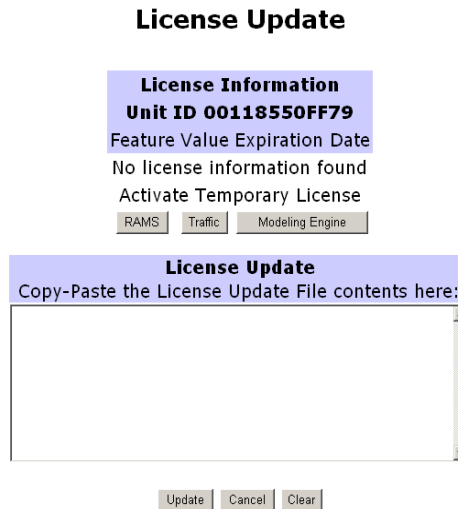 License Update
License Information
Unit ID 00118550FF79
Feature Value Expiration Date
No license information found
Activate Temporary License
RAMS Traffic Modeling Engine
License Update
Copy-Paste the License Update File contents here:
Update Cancel Clear